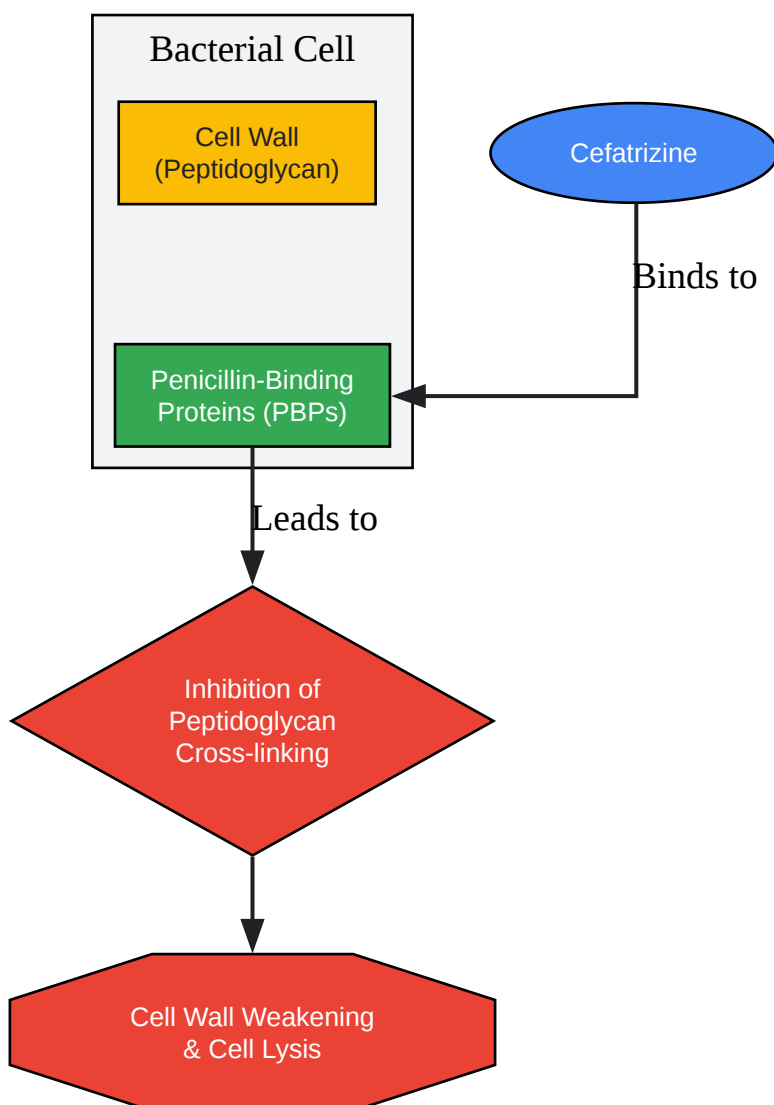 Bacterial Cell
Cell Wall
(Peptidoglycan)
Cefatrizine
Binds to
Penicillin-Binding
Proteins (PBPs)
Leads to
Inhibition of
Peptidoglycan
Cross-linking
Cell Wall Weakening
& Cell Lysis